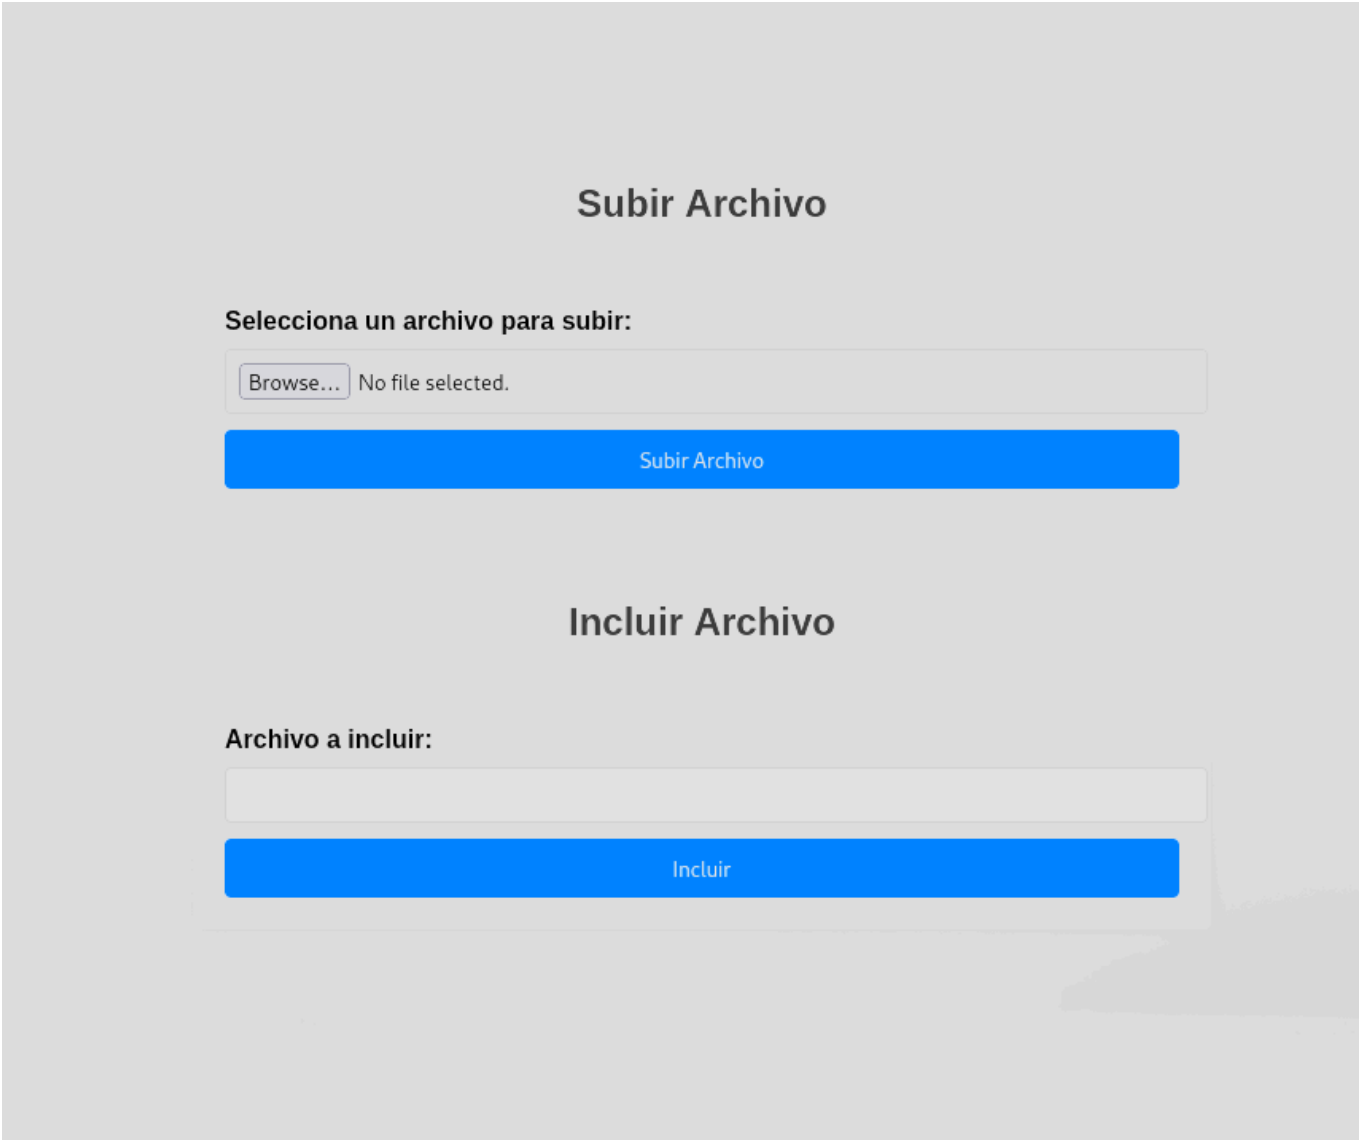 Subir Archivo
Selecciona un archivo para subir:
Browse... No file selected.
Subir Archivo
Incluir Archivo
Archivo a incluir:
Incluir